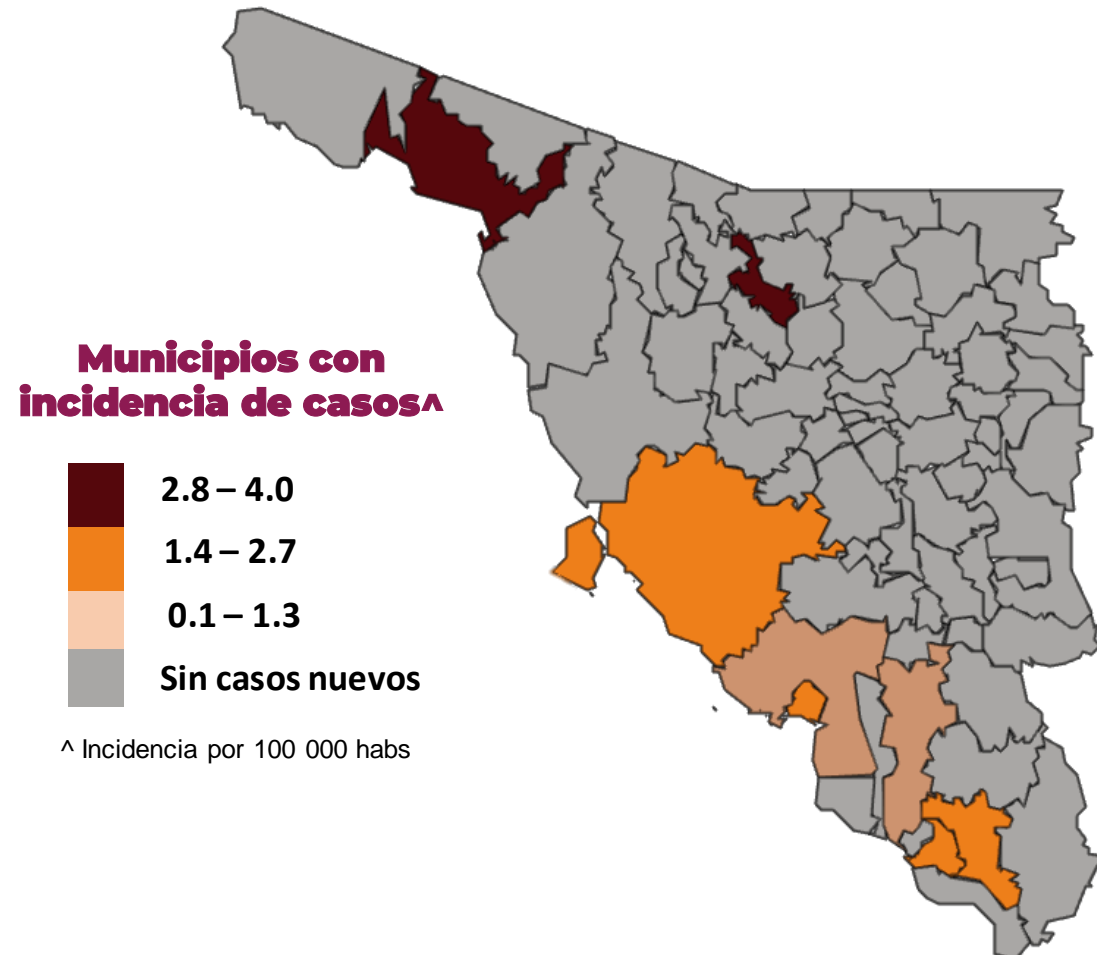 Municipios con
incidencia de casos^
2.8 – 4.0
1.4 – 2.7
0.1 – 1.3
Sin casos nuevos
^ Incidencia por 100 000 habs